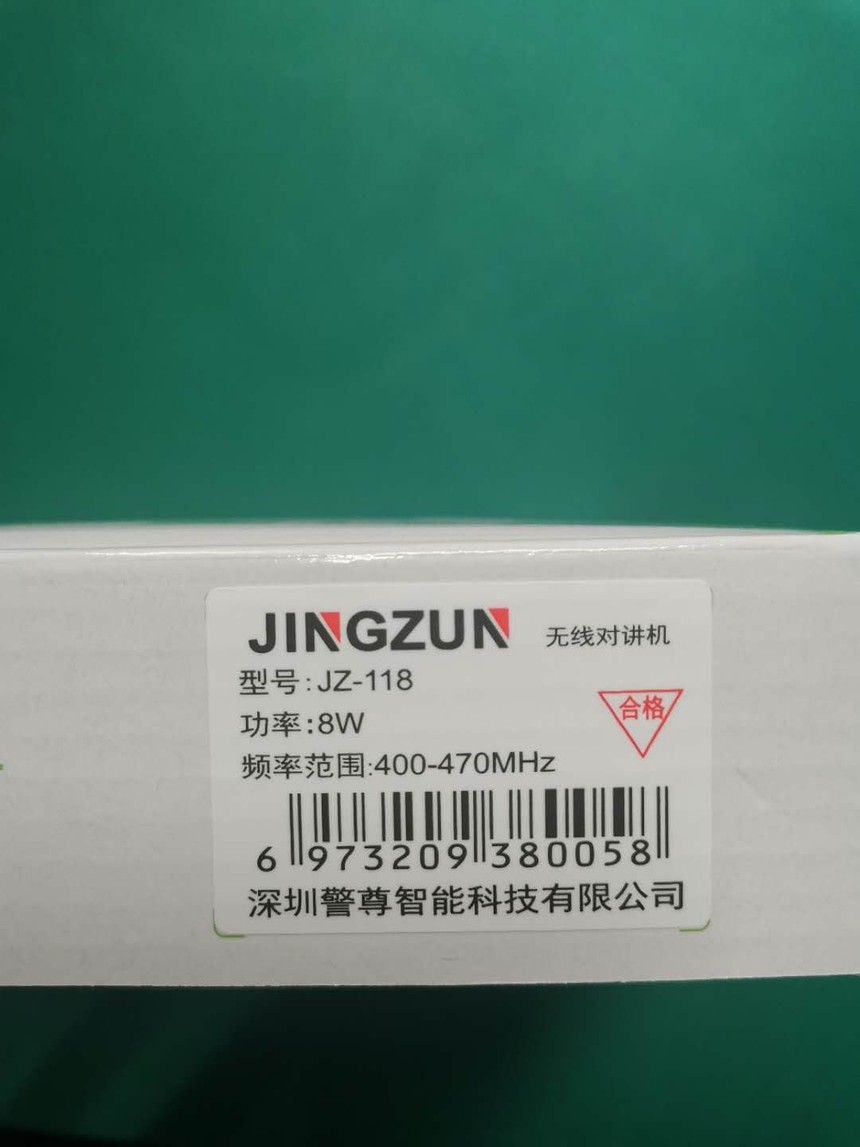 JINGZUN 无线对讲机
型号:JZ-118
合格
功率:8W
频率范围:400-470MHz
6 973209 380058
深圳警尊智能科技有限公司